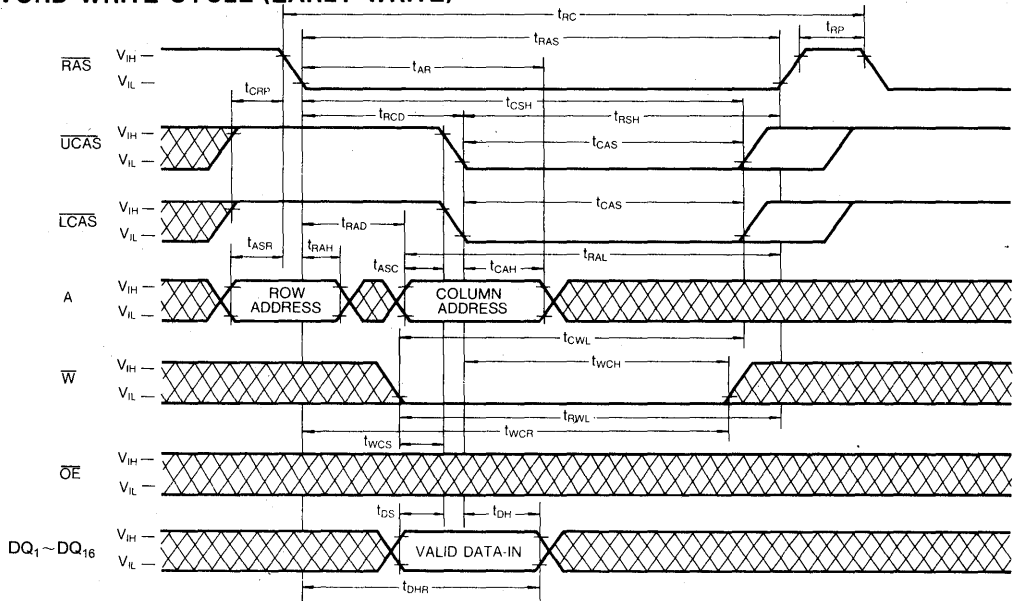 WORD WRITE CYCLE (EARLY WRITE)
tRC
tRP
tRAS
tAR
RAS
VIH
VIL
tCRP
tCSH
tRCD
tRSH
UCAS
VIH
VIL
tCAS
LCAS
VIH
VIL
tCAS
tRAD
tRAL
tASR
tRAH
tASC
tCAH
A
VIH
VIL
ROW
ADDRESS
COLUMN
ADDRESS
tCWL
tWCH
W
VIH
VIL
tRWL
tWCR
tWCS
OE
VIH
VIL
tDS
tDH
DQ1~DQ16
VIH
VIL
VALID DATA-IN
tDHR